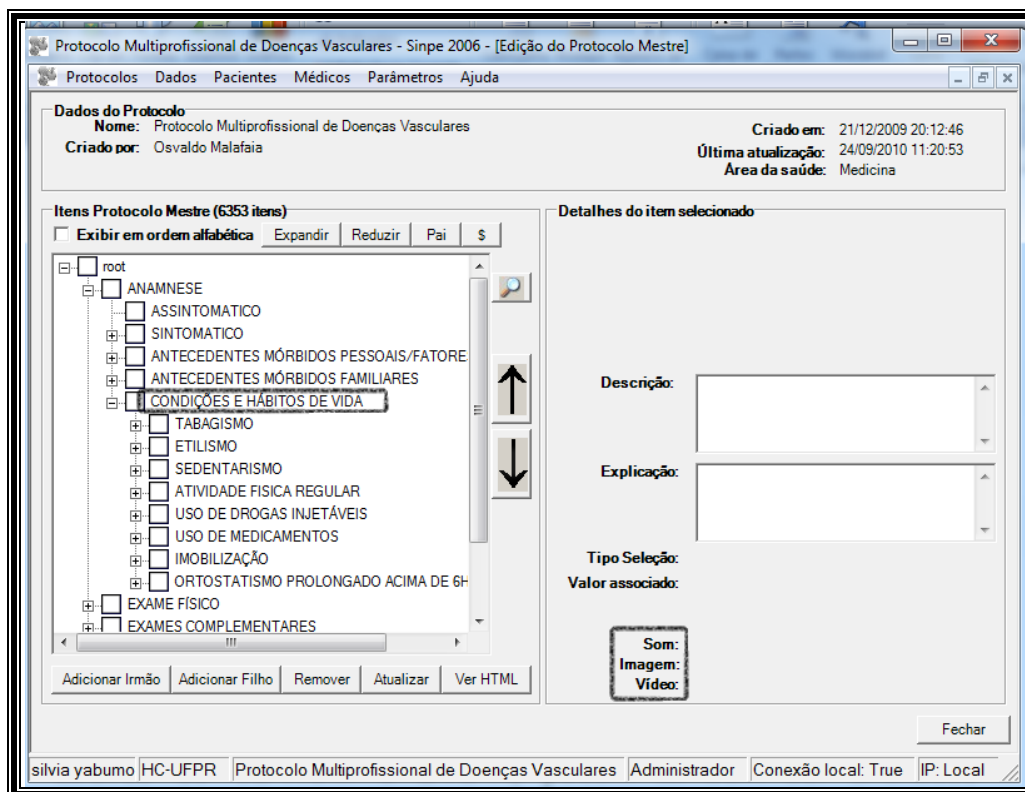 Protocolo Multiprofissional de Doenças Vasculares - Sinpe 2006 - [Edição do Protocolo Mestre]
Protocolos Dados Pacientes Médicos Parâmetros Ajuda
Dados do Protocolo
Nome: Protocolo Multiprofissional de Doenças Vasculares
Criado por: Osvaldo Malafaia
Criado em: 21/12/2009 20:12:46
Última atualização: 24/09/2010 11:20:53
Área da saúde: Medicina
Itens Protocolo Mestre (6353 itens)
Exibir em ordem alfabética Expandir Reduzir Pai $
root
ANAMNESE
ASSINTOMATICO
SINTOMATICO
ANTECEDENTES MÓRBIDOS PESSOAIS/FATORE
ANTECEDENTES MÓRBIDOS FAMILIARES
CONDIÇÕES E HÁBITOS DE VIDA
TABAGISMO
ETILISMO
SEDENTARISMO
ATIVIDADE FISICA REGULAR
USO DE DROGAS INJETÁVEIS
USO DE MEDICAMENTOS
IMOBILIZAÇÃO
ORTOSTATISMO PROLONGADO ACIMA DE 6H
EXAME FÍSICO
EXAMES COMPLEMENTARES
Adicionar Irmão Adicionar Filho Remover Atualizar Ver HTML
Detalhes do item selecionado
Descrição:
Explicação:
Tipo Seleção:
Valor associado:
Som:
Imagem:
Vídeo:
Fechar
silvia yabumo HC-UFPR Protocolo Multiprofissional de Doenças Vasculares Administrador Conexão local: True IP: Local